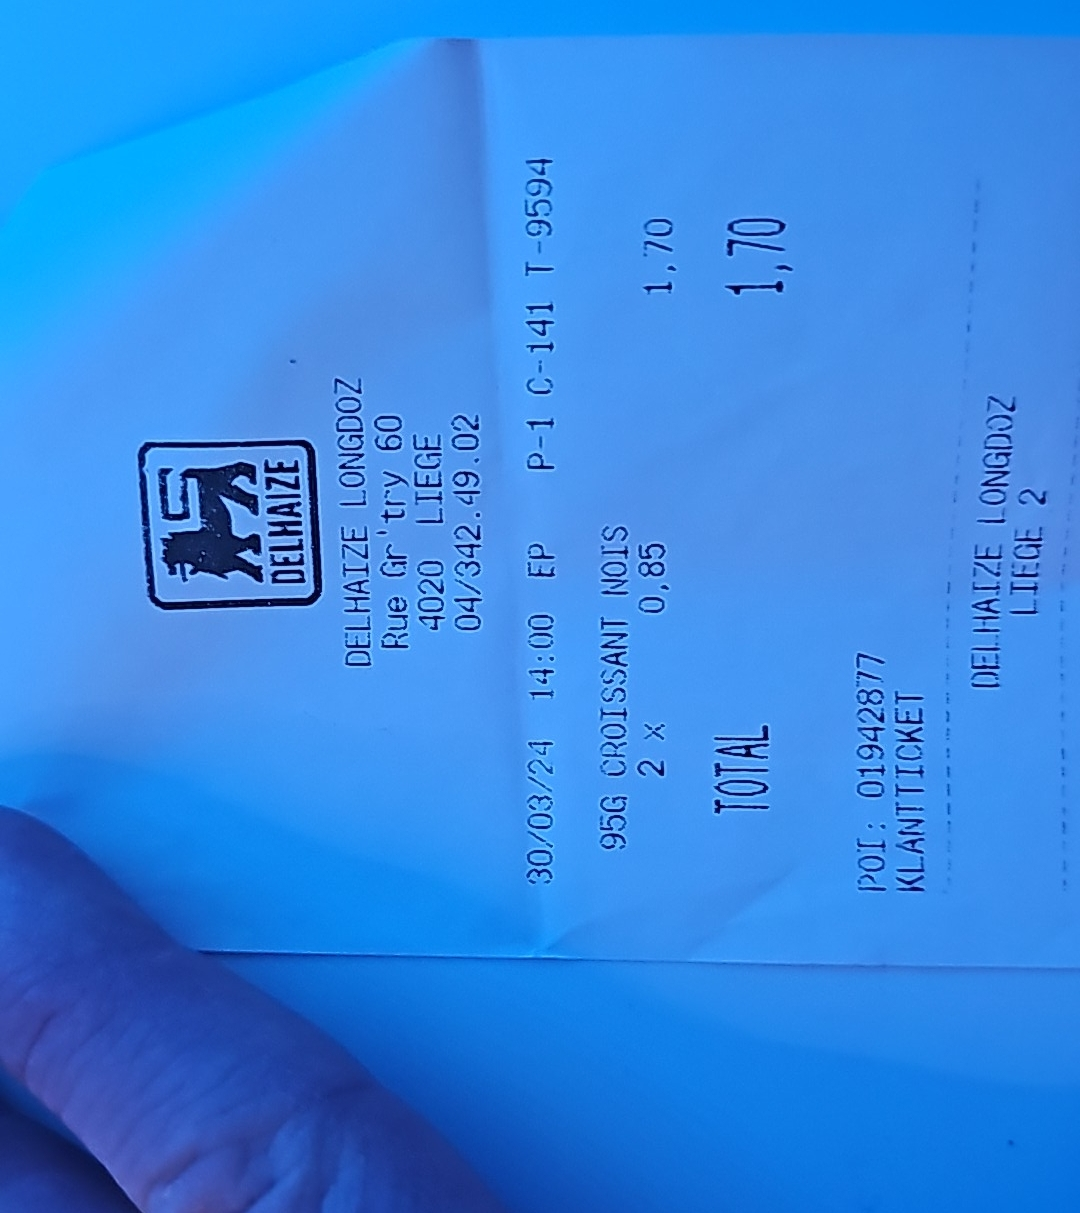 DELHAIZE
DELHAIZE LONGDOZ
Rue Gr'try 60
4020 LIEGE
04/342.49.02
30/03/24 14:00 EP P-1 C-141 T-9594
95G CROISSANT NOIS
2 x 0,85 1,70
TOTAL 1,70
POI: 01942877
KLANTTICKET
DELHAIZE LONGDOZ
LIEGE 2